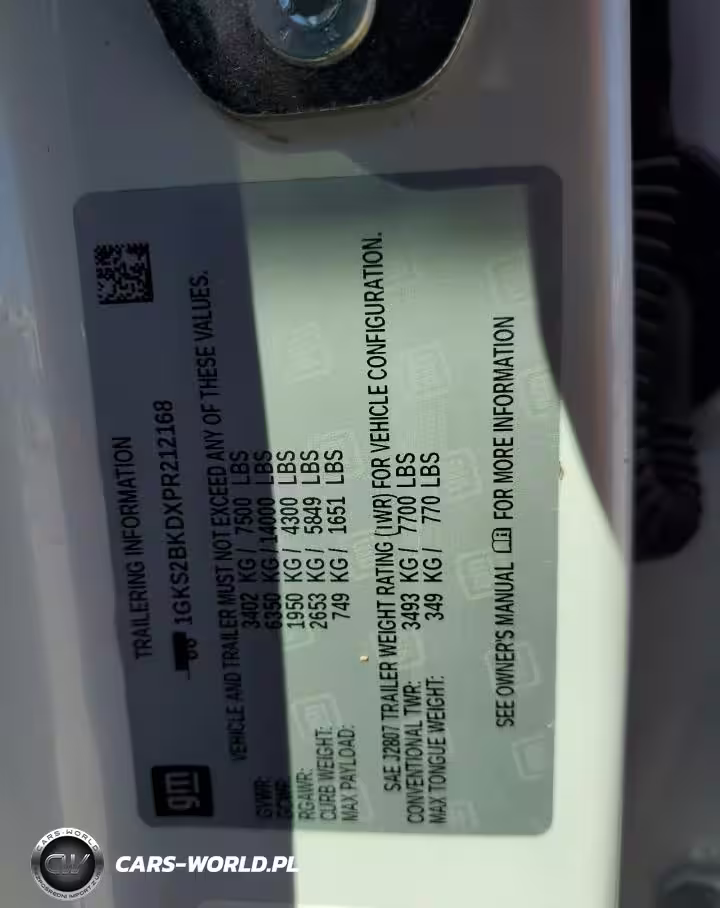 TRAILERING INFORMATION
1GKS2BKDXPR212168
VEHICLE AND TRAILER MUST NOT EXCEED ANY OF THESE VALUES.
GVWR: 3402 KG / 7500 LBS
GCWR: 6350 KG / 14000 LBS
RGAWR: 1950 KG / 4300 LBS
CURB WEIGHT: 2653 KG / 5849 LBS
MAX PAYLOAD: 749 KG / 1651 LBS
SAE J2807 TRAILER WEIGHT RATING (TWR) FOR VEHICLE CONFIGURATION.
CONVENTIONAL TWR: 3493 KG / 7700 LBS
MAX TONGUE WEIGHT: 349 KG / 770 LBS
SEE OWNER'S MANUAL FOR MORE INFORMATION
gm
CARS-WORLD
CW
CARS-WORLD.PL